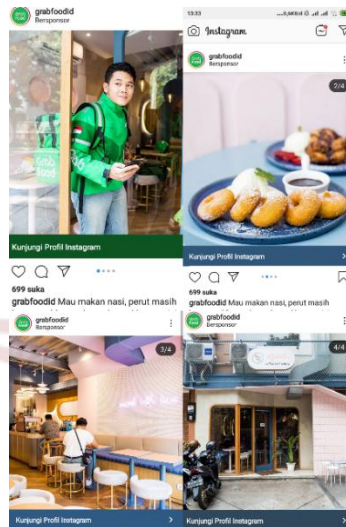 grabfoodid
Bersponsor
Grab
Food
Kunjungi Profil Instagram
699 suka
grabfoodid Mau makan nasi, perut masih
13:33
Instagram
grabfoodid
Bersponsor
2/4
Kunjungi Profil Instagram
699 suka
grabfoodid Mau makan nasi, perut masih
grabfoodid
Bersponsor
3/4
Kunjungi Profil Instagram
grabfoodid
Bersponsor
4/4
Kunjungi Profil Instagram